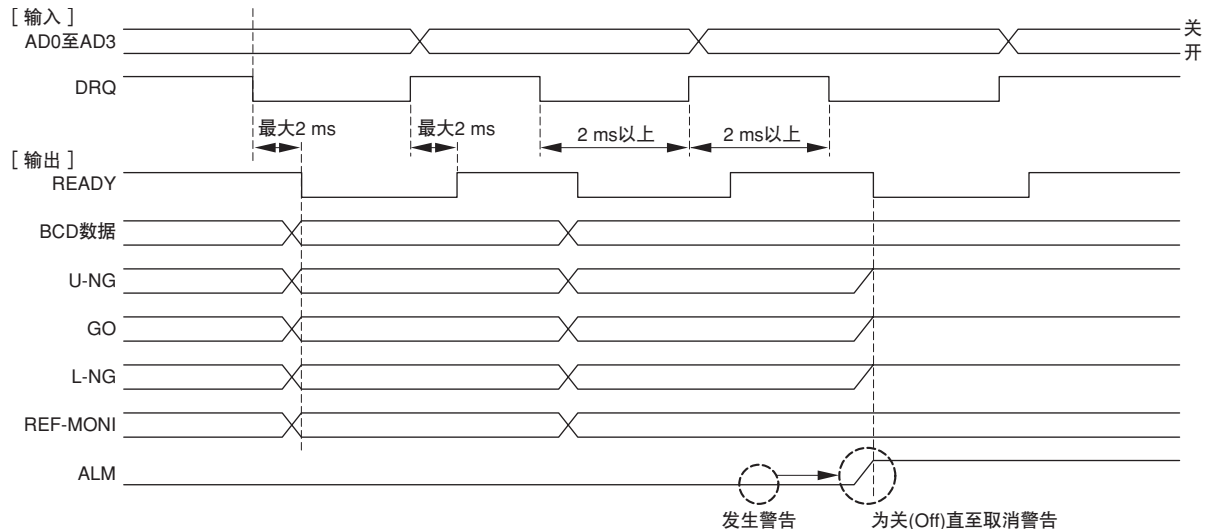 ［输入］
AD0至AD3
关
开
DRQ
最大2 ms
最大2 ms
2 ms以上
2 ms以上
［输出］
READY
BCD数据
U-NG
GO
L-NG
REF-MONI
ALM
发生警告
为关(Off)直至取消警告